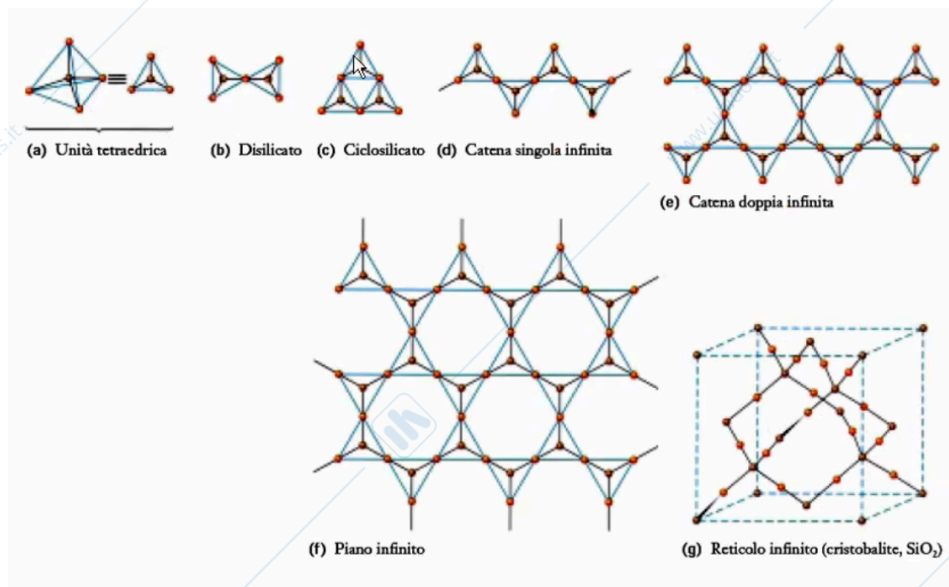 (a) Unità tetraedrica
(b) Disilicato
(c) Ciclosilicato
(d) Catena singola infinita
(e) Catena doppia infinita
(f) Piano infinito
(g) Reticolo infinito (cristobalite, SiO₂)